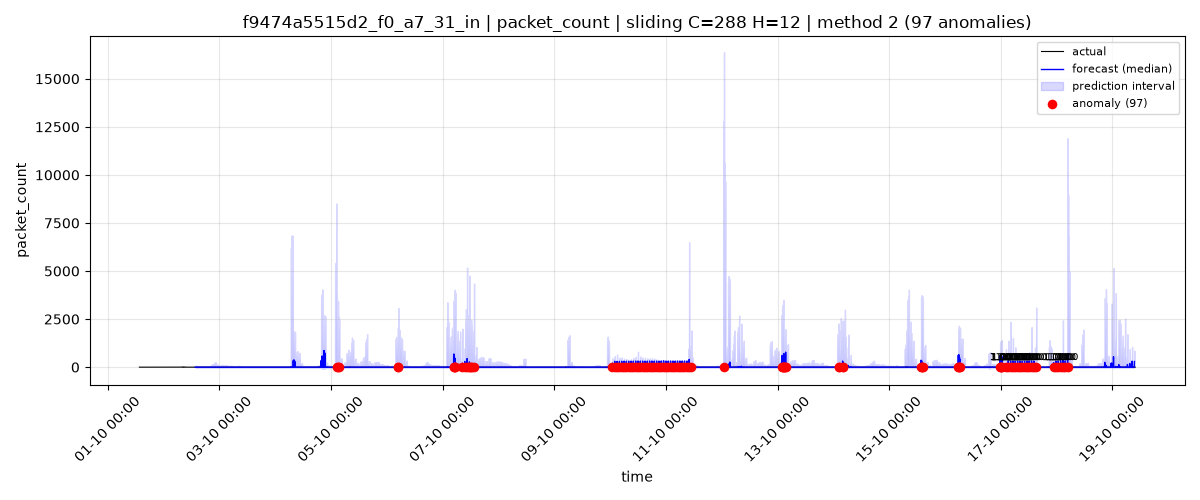 f9474a5515d2_f0_a7_31_in | packet_count | sliding C=288 H=12 | method 2 (97 anomalies)
actual
forecast (median)
prediction interval
anomaly (97)
packet_count
15000
12500
10000
7500
5000
2500
0
01-10 00:00
03-10 00:00
05-10 00:00
07-10 00:00
09-10 00:00
11-10 00:00
13-10 00:00
15-10 00:00
17-10 00:00
19-10 00:00
time